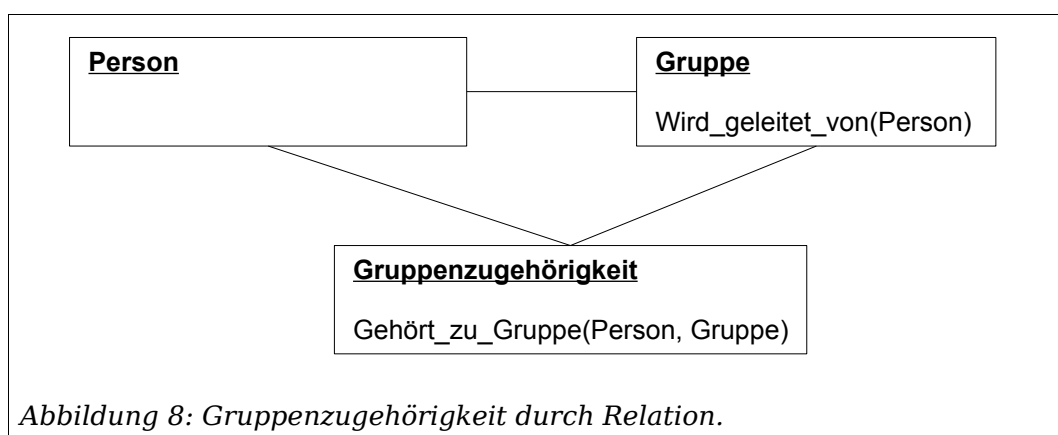 Person
Gruppe
Wird_geleitet_von(Person)
Gruppenzugehörigkeit
Gehört_zu_Gruppe(Person, Gruppe)
Abbildung 8: Gruppenzugehörigkeit durch Relation.